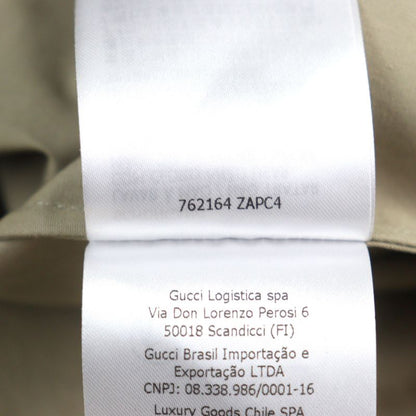 762164 ZAPC4
Gucci Logistica spa
Via Don Lorenzo Perosi 6
50018 Scandicci (FI)
Gucci Brasil Importação e
Exportação LTDA
CNPJ: 08.338.986/0001-16
Luxury Goods Chile SPA